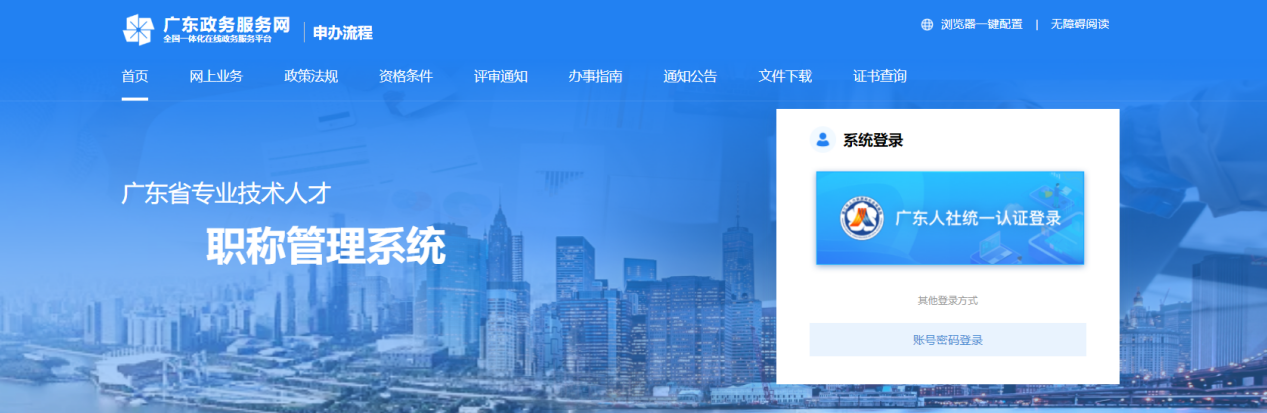 广东政务服务网
全国一体化在线政务服务平台
申办流程
浏览器一键配置 | 无障碍阅读
首页 网上业务 政策法规 资格条件 评审通知 办事指南 通知公告 文件下载 证书查询
系统登录
广东省专业技术人才
职称管理系统
广东人社统一认证登录
其他登录方式
账号密码登录